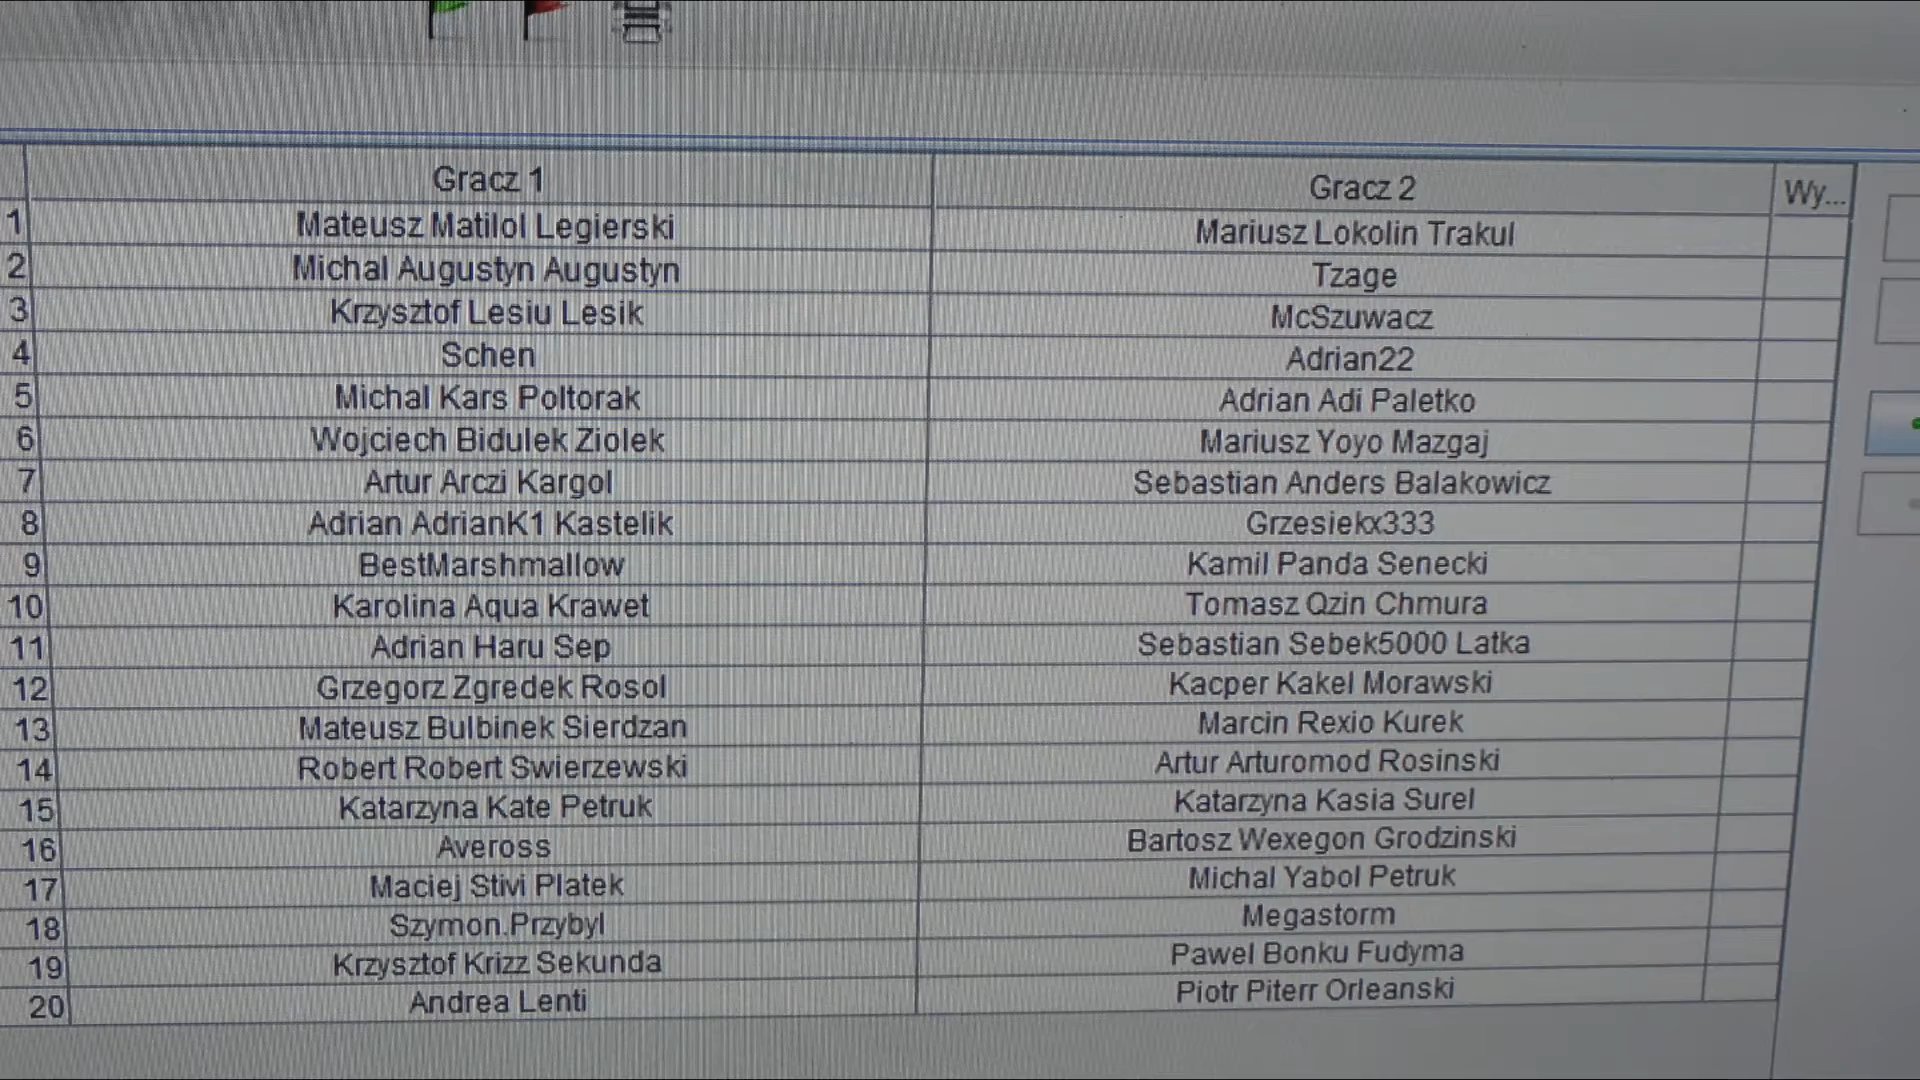 Gracz 1 Gracz 2 Wy...
1 Mateusz Matilol Legierski Mariusz Lokolin Trakul
2 Michal Augustyn Augustyn Tzage
3 Krzysztof Lesiu Lesik McSzuwacz
4 Schen Adrian22
5 Michal Kars Poltorak Adrian Adi Paletko
6 Wojciech Bidulek Ziolek Mariusz Yoyo Mazgaj
7 Artur Arczi Kargol Sebastian Anders Balakowicz
8 Adrian AdrianK1 Kastelik Grzesiekx333
9 BestMarshmallow Kamil Panda Senecki
10 Karolina Aqua Krawet Tomasz Qzin Chmura
11 Adrian Haru Sep Sebastian Sebek5000 Latka
12 Grzegorz Zgredek Rosol Kacper Kakel Morawski
13 Mateusz Bulbinek Sierdzan Marcin Rexio Kurek
14 Robert Robert Swierzewski Artur Arturomod Rosinski
15 Katarzyna Kate Petruk Katarzyna Kasia Surel
16 Aveross Bartosz Wexegon Grodzinski
17 Maciej Stivi Platek Michal Yabol Petruk
18 Szymon.Przybyl Megastorm
19 Krzysztof Krizz Sekunda Pawel Bonku Fudyma
20 Andrea Lenti Piotr Piterr Orleanski